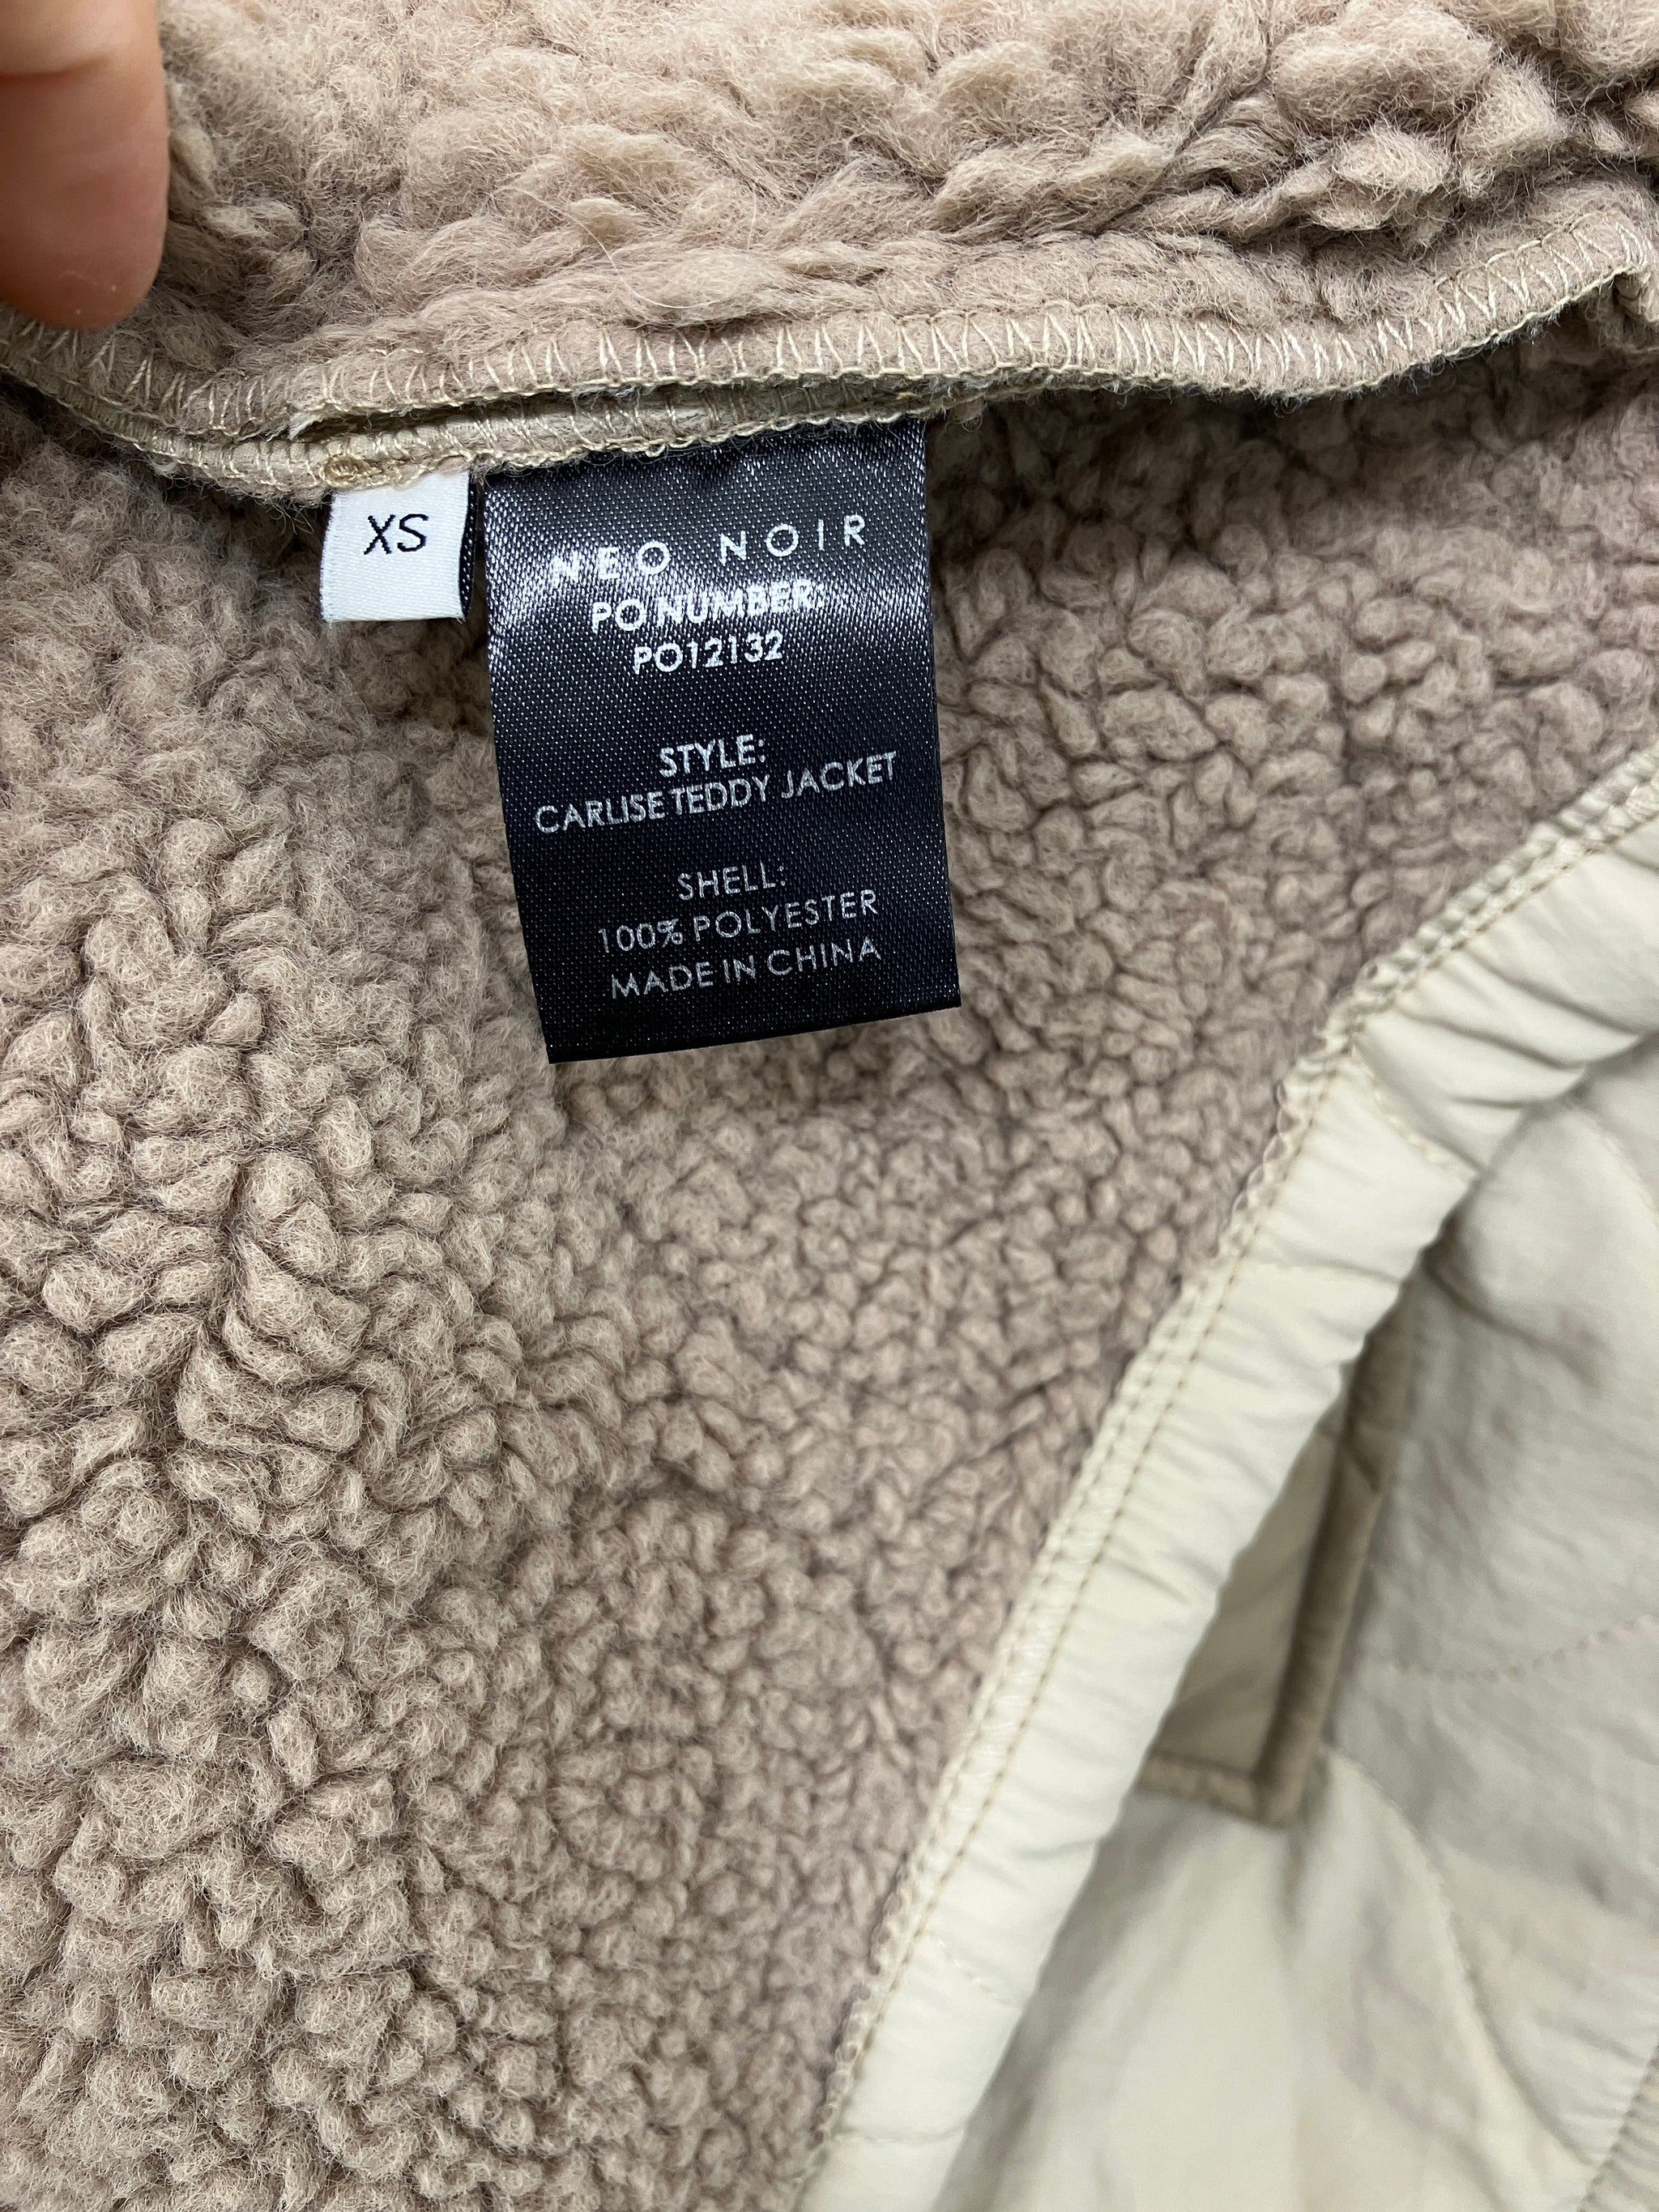 XS
NEO NOIR
PO NUMBER:
PO12132
STYLE:
CARLISE TEDDY JACKET
SHELL:
100% POLYESTER
MADE IN CHINA